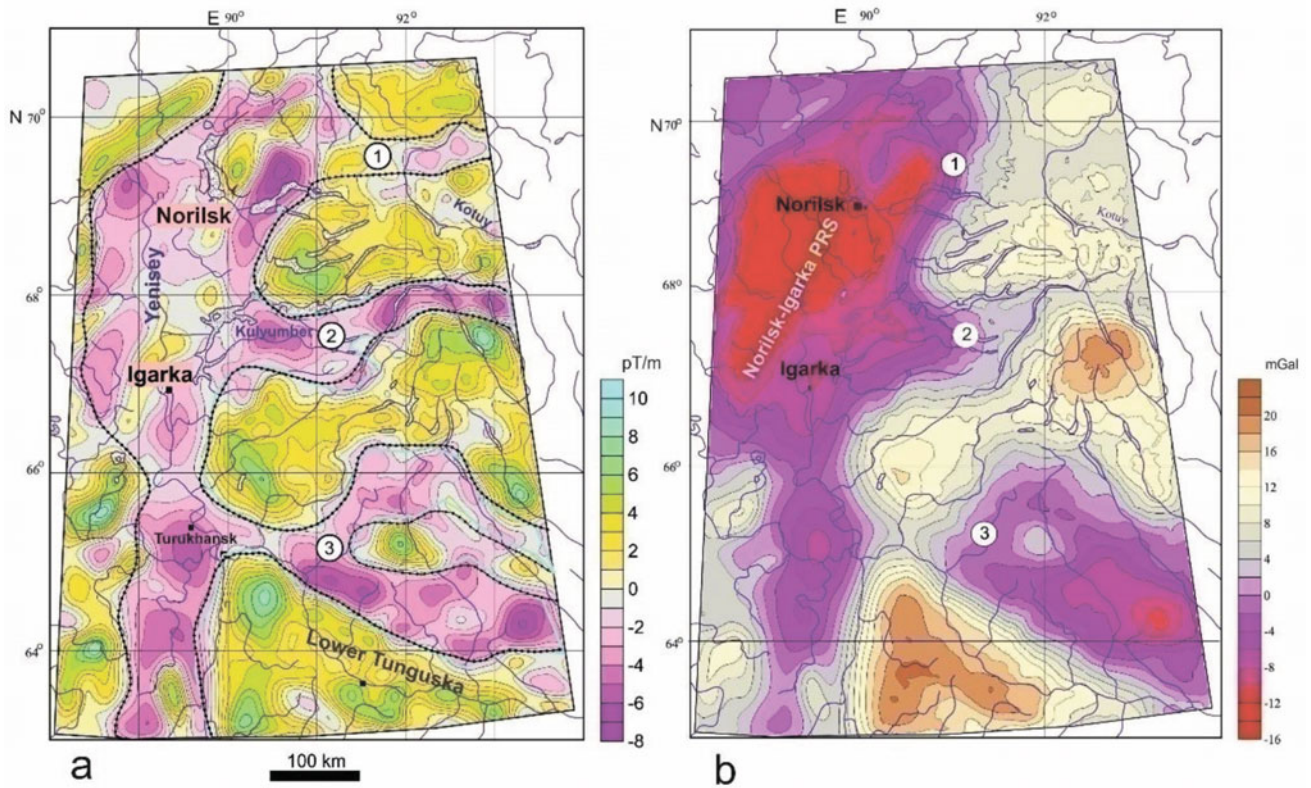 E 90° 92°
N 70°
68°
66°
64°
1
Norilsk
Kotuy
Yenisey
Kulyumber
2
Igarka
Turukhansk
3
Lower Tunguska
pT/m
10
8
6
4
2
0
-2
-4
-6
-8
a
100 km
E 90° 92°
N 70°
68°
66°
64°
1
Norilsk
Kotuy
Norilsk-Igarka PRS
2
Igarka
3
mGal
20
16
12
8
4
0
-4
-8
-12
-16
b